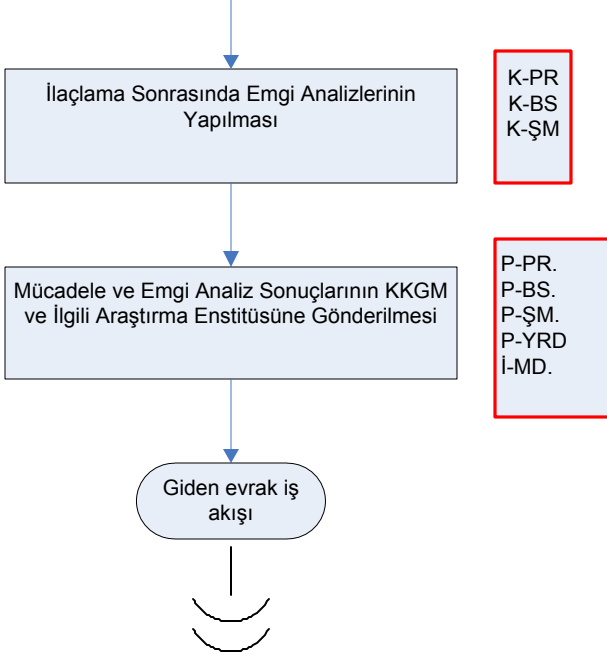 İlaçlama Sonrasında Emgi Analizlerinin
Yapılması
K-PR
K-BS
K-ŞM
Mücadele ve Emgi Analiz Sonuçlarının KKGM
ve İlgili Araştırma Enstitüsüne Gönderilmesi
P-PR.
P-BS.
P-ŞM.
P-YRD
İ-MD.
Giden evrak iş
akışı